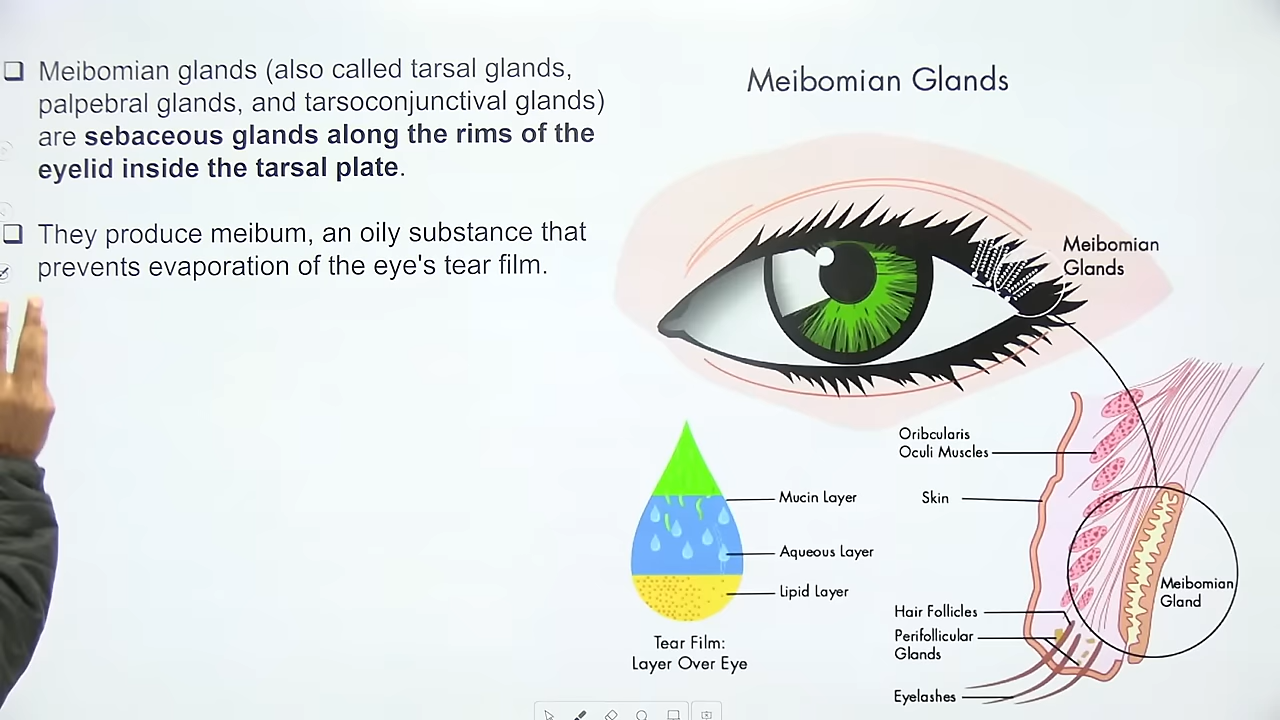 Meibomian glands (also called tarsal glands,
palpebral glands, and tarsoconjunctival glands)
are sebaceous glands along the rims of the
eyelid inside the tarsal plate.
They produce meibum, an oily substance that
prevents evaporation of the eye's tear film.
Meibomian Glands
Meibomian
Glands
Mucin Layer
Aqueous Layer
Lipid Layer
Tear Film:
Layer Over Eye
Oribcularis
Oculi Muscles
Skin
Meibomian
Gland
Hair Follicles
Perifollicular
Glands
Eyelashes